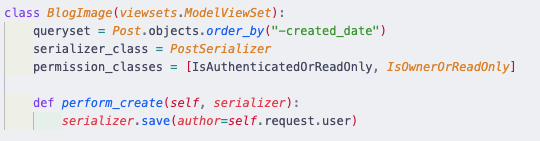 class BlogImage(viewsets.ModelViewSet):
    queryset = Post.objects.order_by("-created_date")
    serializer_class = PostSerializer
    permission_classes = [IsAuthenticatedOrReadOnly, IsOwnerOrReadOnly]
    def perform_create(self, serializer):
        serializer.save(author=self.request.user)